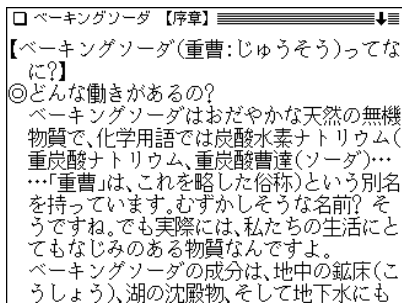 ベーキングソーダ 【序章】
【ベーキングソーダ(重曹:じゅうそう)ってな
に?】
◎どんな働きがあるの?
ベーキングソーダはおだやかな天然の無機
物質で、化学用語では炭酸水素ナトリウム(
重炭酸ナトリウム、重炭酸曹達(ソーダ)…
…「重曹」は、これを略した俗称)という別名
を持っています。むずかしそうな名前? そ
うですね。でも実際には、私たちの生活にと
てもなじみのある物質なんですよ。
ベーキングソーダの成分は、地中の鉱床(こ
うしょう)、湖の沈殿物、そして地下水にも